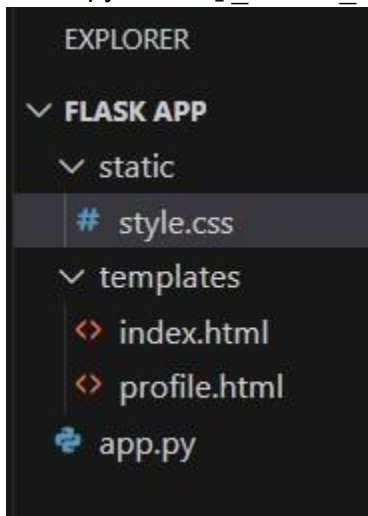 EXPLORER
FLASK APP
static
# style.css
templates
<> index.html
<> profile.html
app.py